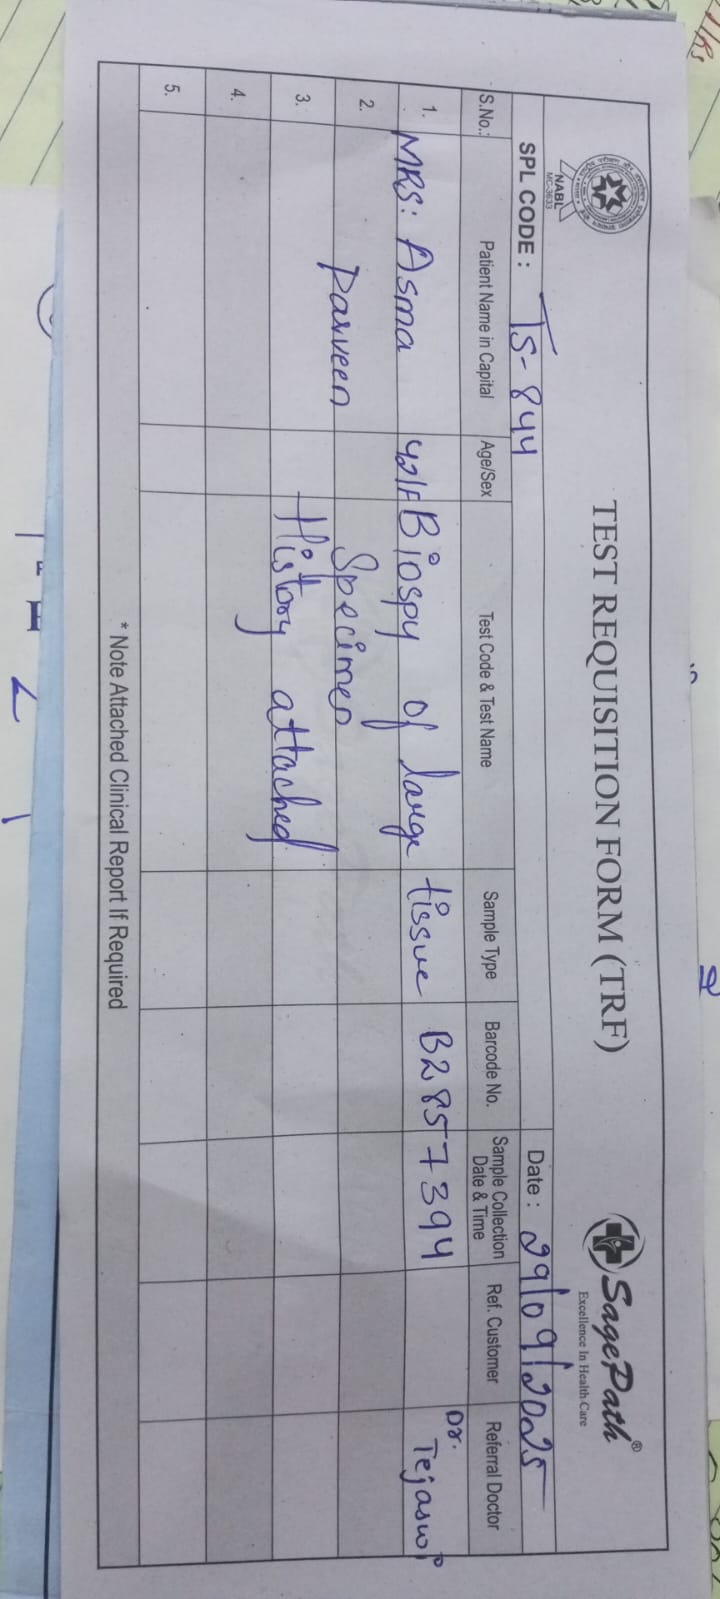 NABL
MC-3633
TEST REQUISITION FORM (TRF)
SagePath®
Excellence In Health Care
SPL CODE : TS-844
Date : 29/09/2025
S.No.: Patient Name in Capital Age/Sex Test Code & Test Name Sample Type Barcode No. Sample Collection Date & Time Ref. Customer Referral Doctor
1. MRS: Asma 42/F Biospy of large tissue B2857394 Dr. Tejaswi
2. Parveen Specimen
3. History attached
4.
5.
* Note Attached Clinical Report If Required